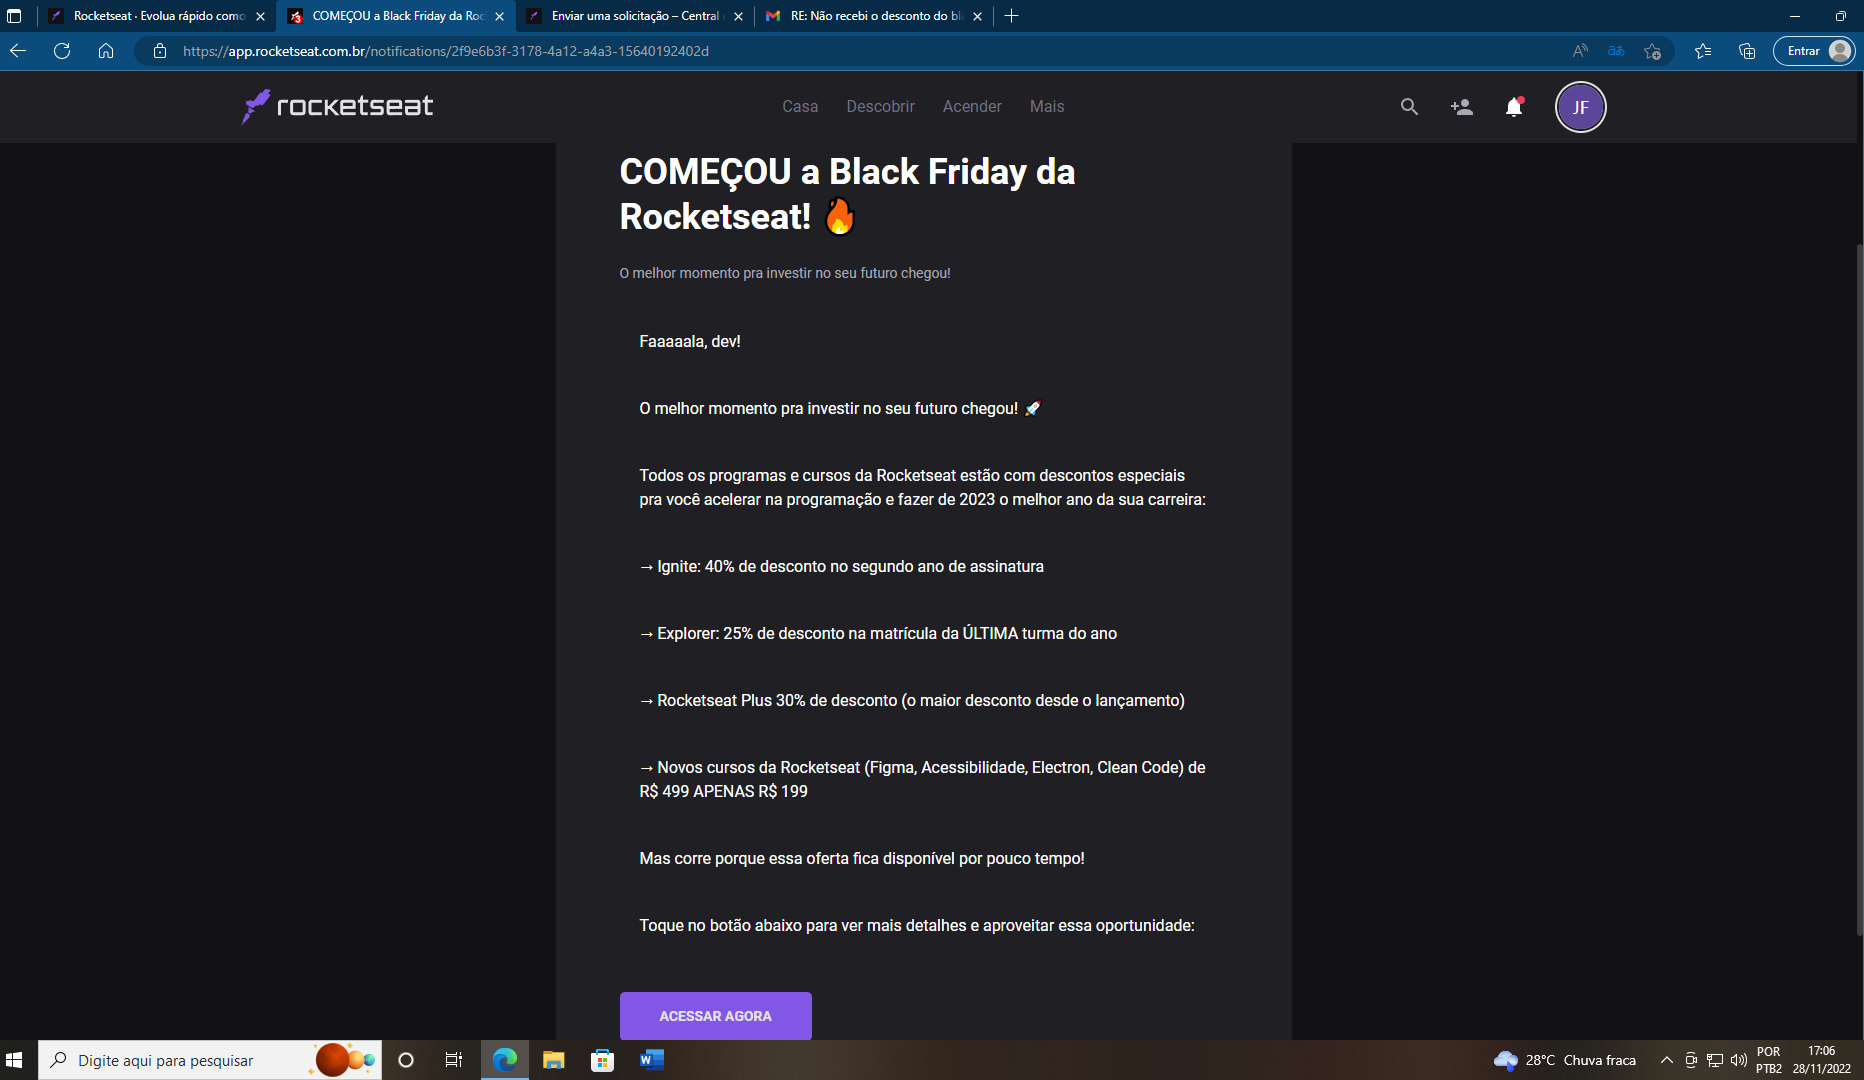 Rocketseat · Evolua rápido como
COMEÇOU a Black Friday da Roc
Enviar uma solicitação – Central
RE: Não recebi o desconto do bla
https://app.rocketseat.com.br/notifications/2f9e6b3f-3178-4a12-a4a3-15640192402d
Entrar
rocketseat
Casa
Descobrir
Acender
Mais
JF
COMEÇOU a Black Friday da
Rocketseat! 🔥
O melhor momento pra investir no seu futuro chegou!
Faaaaala, dev!
O melhor momento pra investir no seu futuro chegou! 🚀
Todos os programas e cursos da Rocketseat estão com descontos especiais
pra você acelerar na programação e fazer de 2023 o melhor ano da sua carreira:
→ Ignite: 40% de desconto no segundo ano de assinatura
→ Explorer: 25% de desconto na matrícula da ÚLTIMA turma do ano
→ Rocketseat Plus 30% de desconto (o maior desconto desde o lançamento)
→ Novos cursos da Rocketseat (Figma, Acessibilidade, Electron, Clean Code) de
R$ 499 APENAS R$ 199
Mas corre porque essa oferta fica disponível por pouco tempo!
Toque no botão abaixo para ver mais detalhes e aproveitar essa oportunidade:
ACESSAR AGORA
Digite aqui para pesquisar
28°C Chuva fraca
POR
PTB2
17:06
28/11/2022